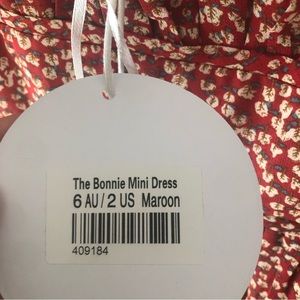 The Bonnie Mini Dress
6 AU / 2 US Maroon
409184